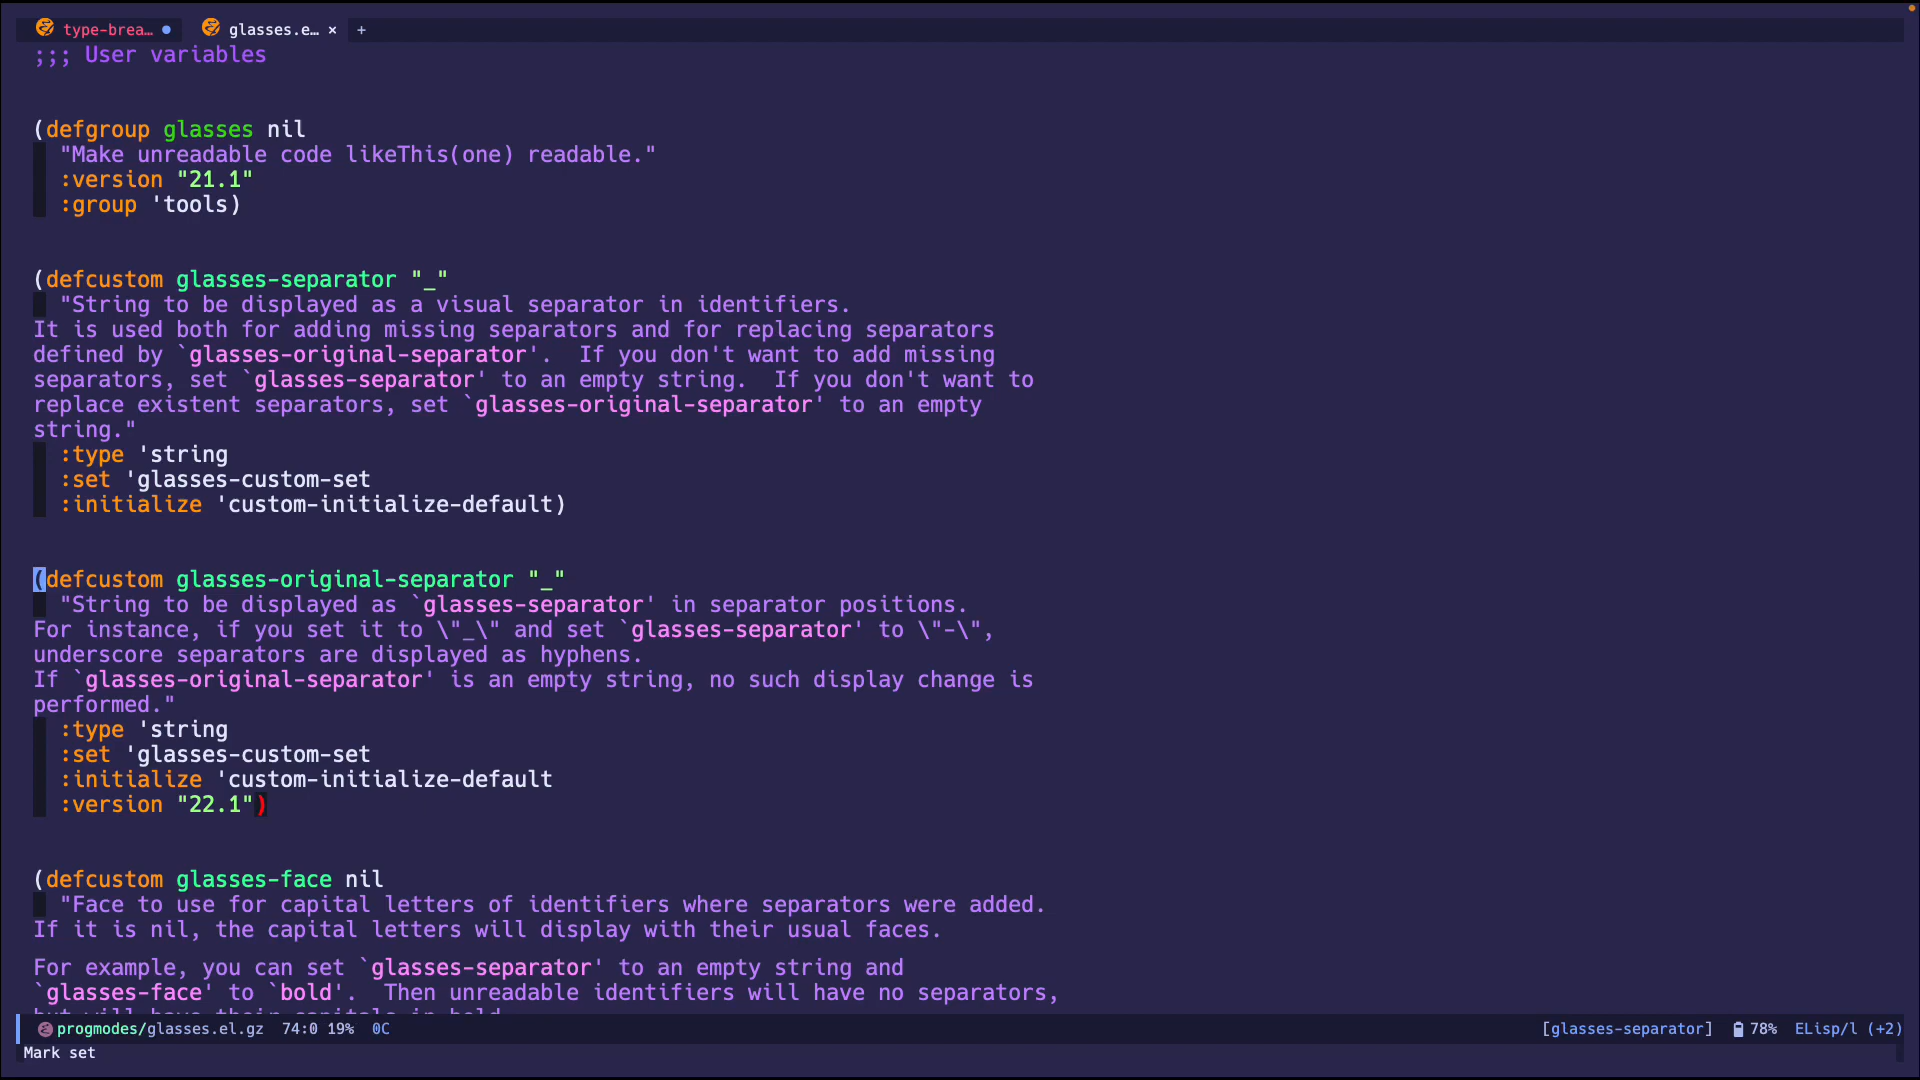 type-brea…
glasses.e… × +
;;; User variables
(defgroup glasses nil
  "Make unreadable code likeThis(one) readable."
  :version "21.1"
  :group 'tools)
(defcustom glasses-separator "_"
  "String to be displayed as a visual separator in identifiers.
It is used both for adding missing separators and for replacing separators
defined by `glasses-original-separator'.  If you don't want to add missing
separators, set `glasses-separator' to an empty string.  If you don't want to
replace existent separators, set `glasses-original-separator' to an empty
string."
  :type 'string
  :set 'glasses-custom-set
  :initialize 'custom-initialize-default)
(defcustom glasses-original-separator "_"
  "String to be displayed as `glasses-separator' in separator positions.
For instance, if you set it to \"_\" and set `glasses-separator' to \"-\",
underscore separators are displayed as hyphens.
If `glasses-original-separator' is an empty string, no such display change is
performed."
  :type 'string
  :set 'glasses-custom-set
  :initialize 'custom-initialize-default
  :version "22.1")
(defcustom glasses-face nil
  "Face to use for capital letters of identifiers where separators were added.
If it is nil, the capital letters will display with their usual faces.
For example, you can set `glasses-separator' to an empty string and
`glasses-face' to `bold'.  Then unreadable identifiers will have no separators,
but will have their capitals in bold.
progmodes/glasses.el.gz 74:0 19% 0C [glasses-separator] 78% ELisp/l (+2)
Mark set